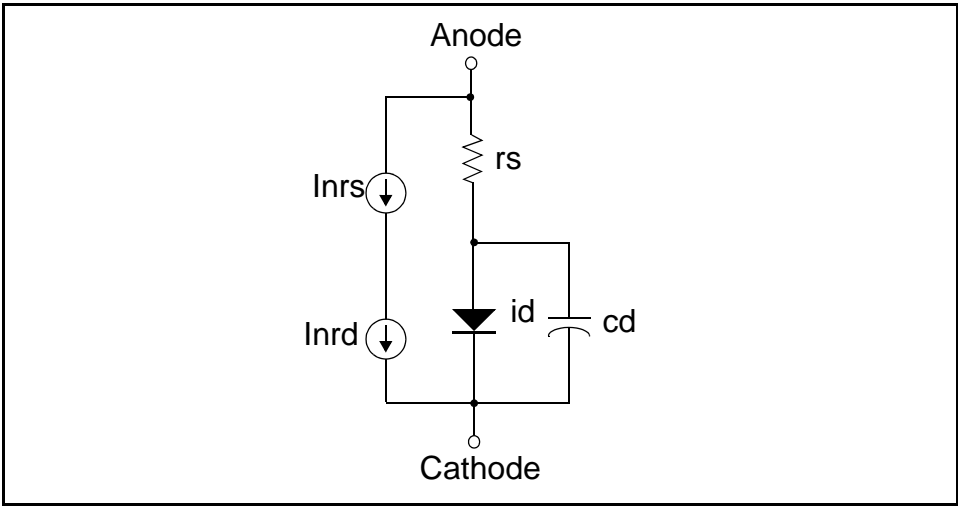 Anode
rs
Inrs
id
cd
Inrd
Cathode